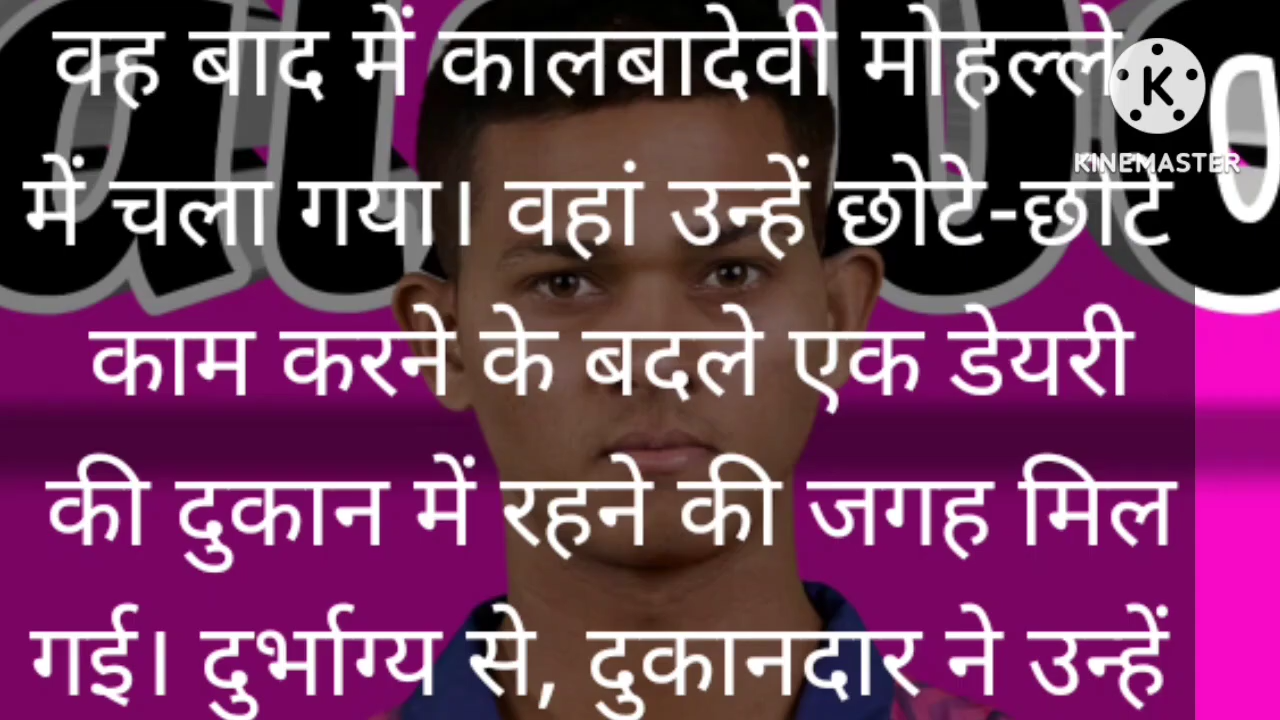 वह बाद में कालबादेवी मोहल्ले
में चला गया। वहां उन्हें छोटे-छोटे
काम करने के बदले एक डेयरी
की दुकान में रहने की जगह मिल
गई। दुर्भाग्य से, दुकानदार ने उन्हें
K
KINEMASTER